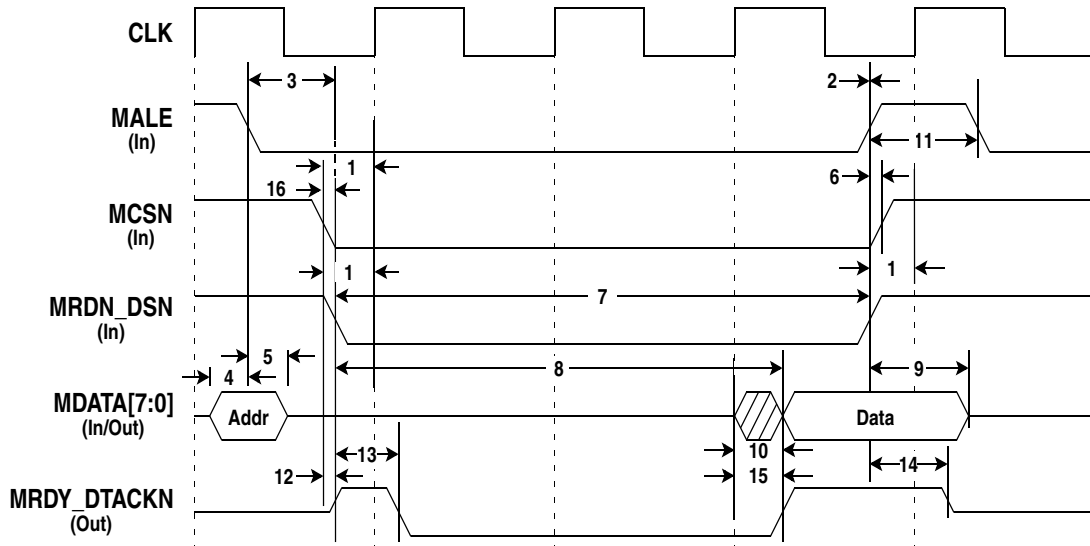 CLK
3
2
MALE
(In)
11
1
16
6
MCSN
(In)
1
1
MRDN_DSN
(In)
7
5
4
8
9
MDATA[7:0]
(In/Out)
Addr
Data
13
10
12
15
14
MRDY_DTACKN
(Out)